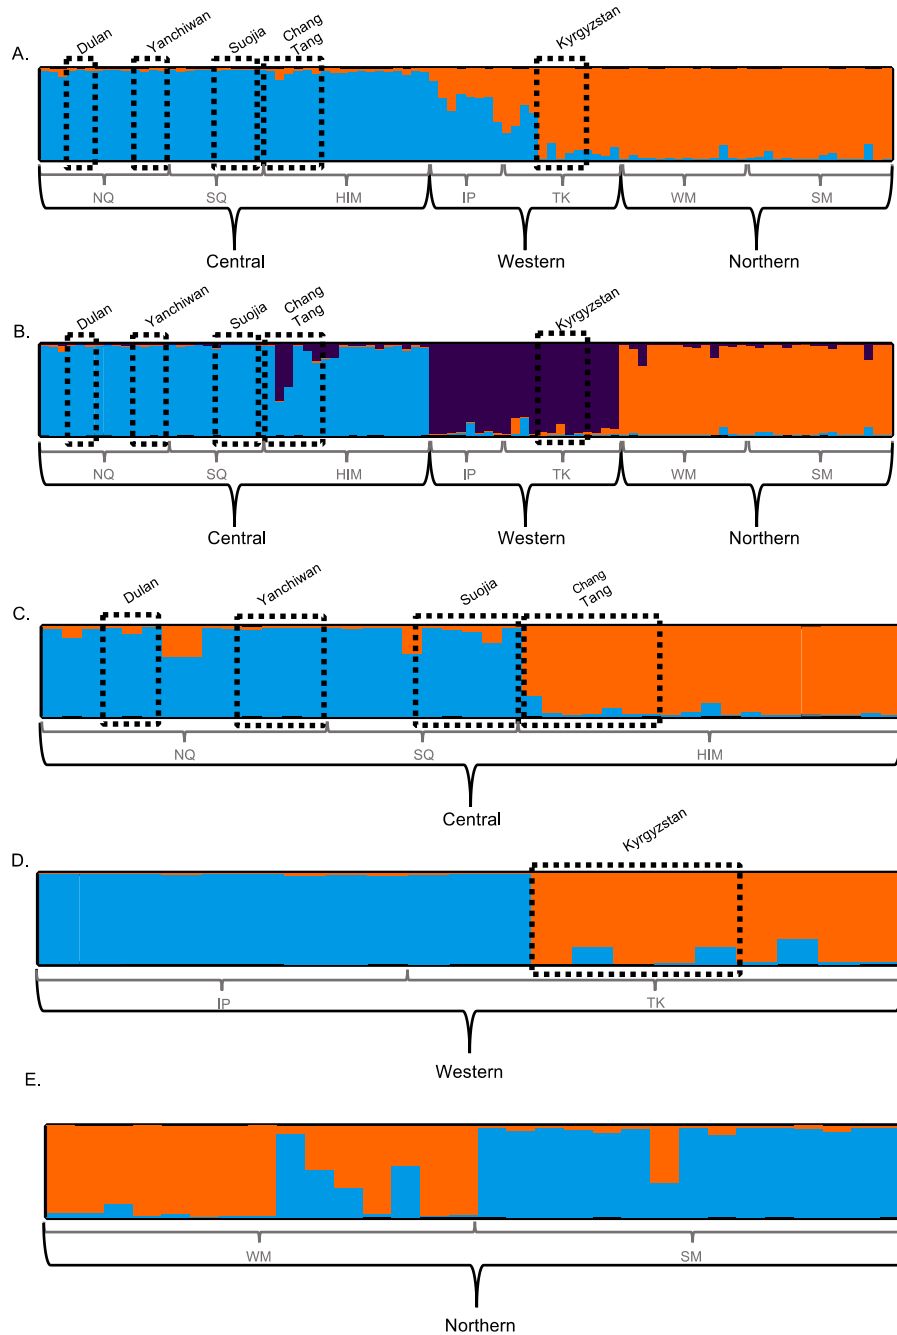 A.
Dulan
Yanchiwan
Suojia
Chang
Tang
Kyrgyzstan
NQ
SQ
HIM
IP
TK
WM
SM
Central
Western
Northern
B.
Dulan
Yanchiwan
Suojia
Chang
Tang
Kyrgyzstan
NQ
SQ
HIM
IP
TK
WM
SM
Central
Western
Northern
C.
Dulan
Yanchiwan
Suojia
Chang
Tang
NQ
SQ
HIM
Central
D.
Kyrgyzstan
IP
TK
Western
E.
WM
SM
Northern